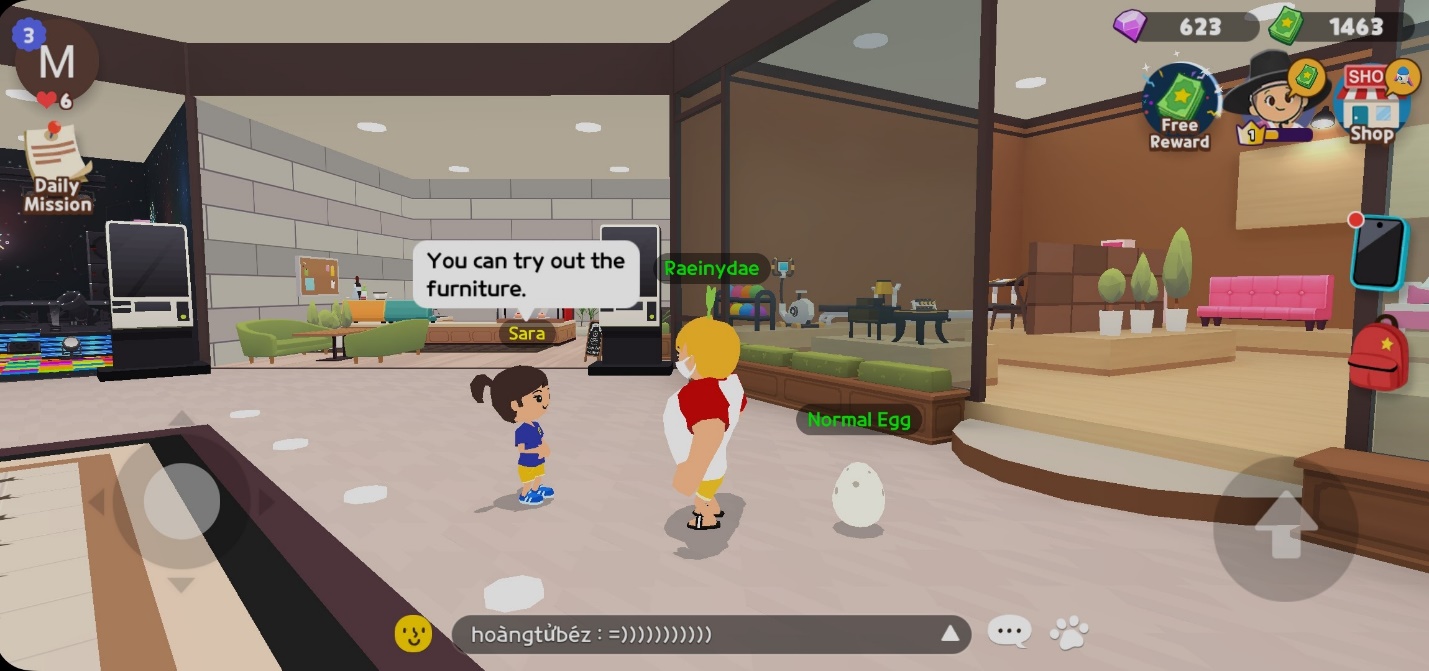 3
M
6
Daily
Mission
623
1463
Free
Reward
1
SHO
Shop
You can try out the
furniture.
Sara
Raeinydae
Normal Egg
hoàngtửbéz : =)))))))))))